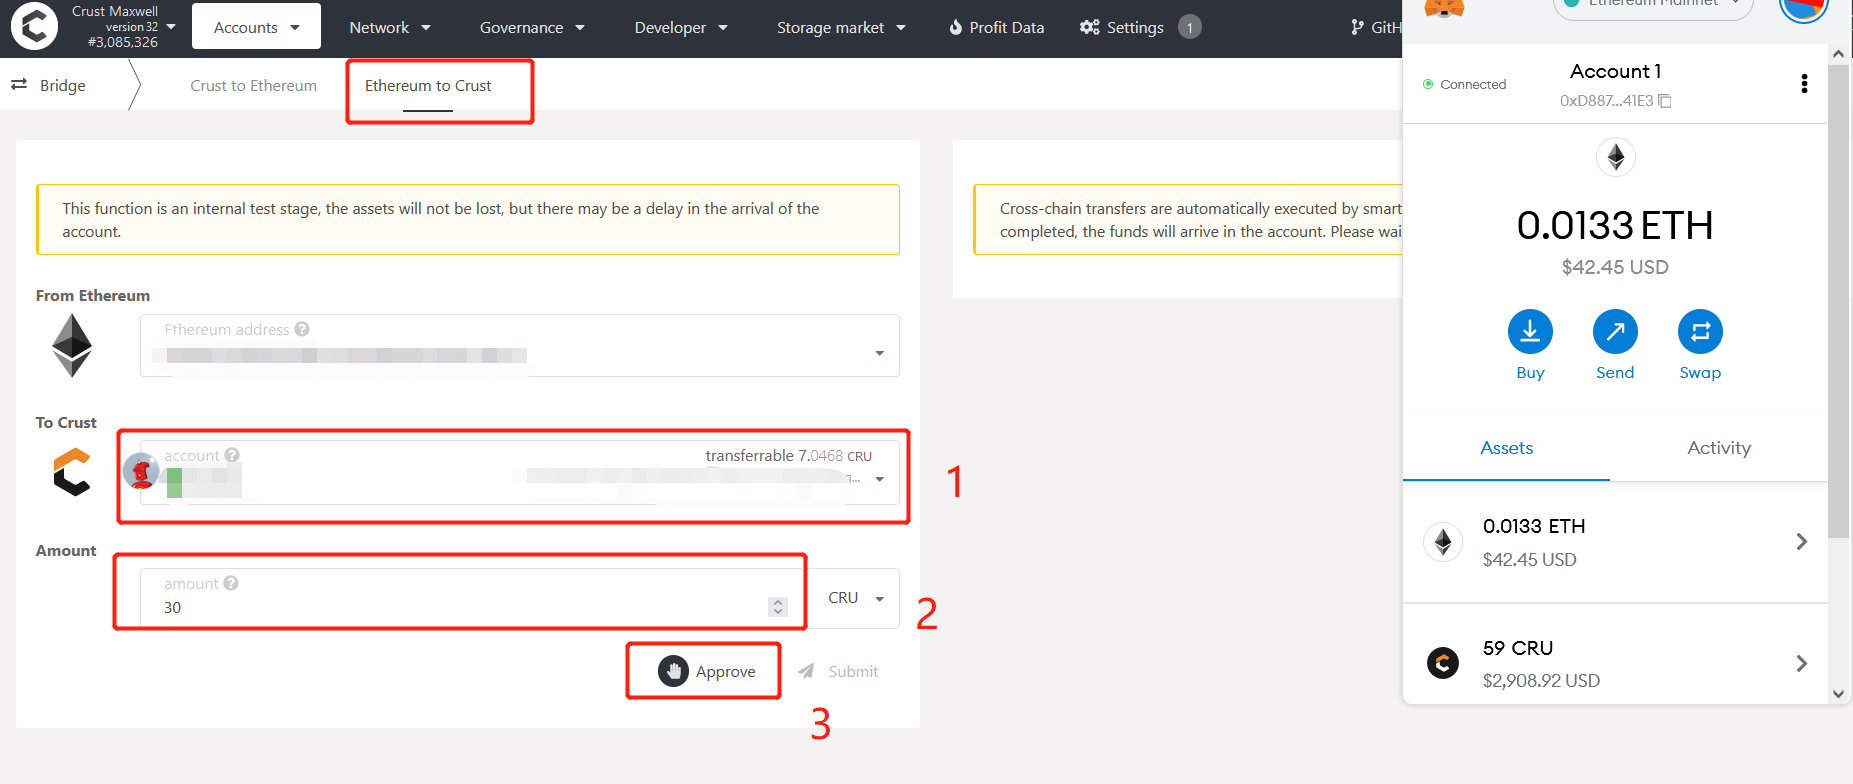 Crust Maxwell
version 32
#3,085,326
Accounts
Network
Governance
Developer
Storage market
Profit Data
Settings
1
GitH
Bridge
Crust to Ethereum
Ethereum to Crust
This function is an internal test stage, the assets will not be lost, but there may be a delay in the arrival of the
account.
From Ethereum
Ethereum address
To Crust
account
transferrable 7.0468 CRU
1
Amount
amount
30
CRU
2
Approve
Submit
3
Cross-chain transfers are automatically executed by smart
completed, the funds will arrive in the account. Please wai
Ethereum Mainnet
Connected
Account 1
0xD887...41E3
0.0133 ETH
$42.45 USD
Buy
Send
Swap
Assets
Activity
0.0133 ETH
$42.45 USD
59 CRU
$2,908.92 USD